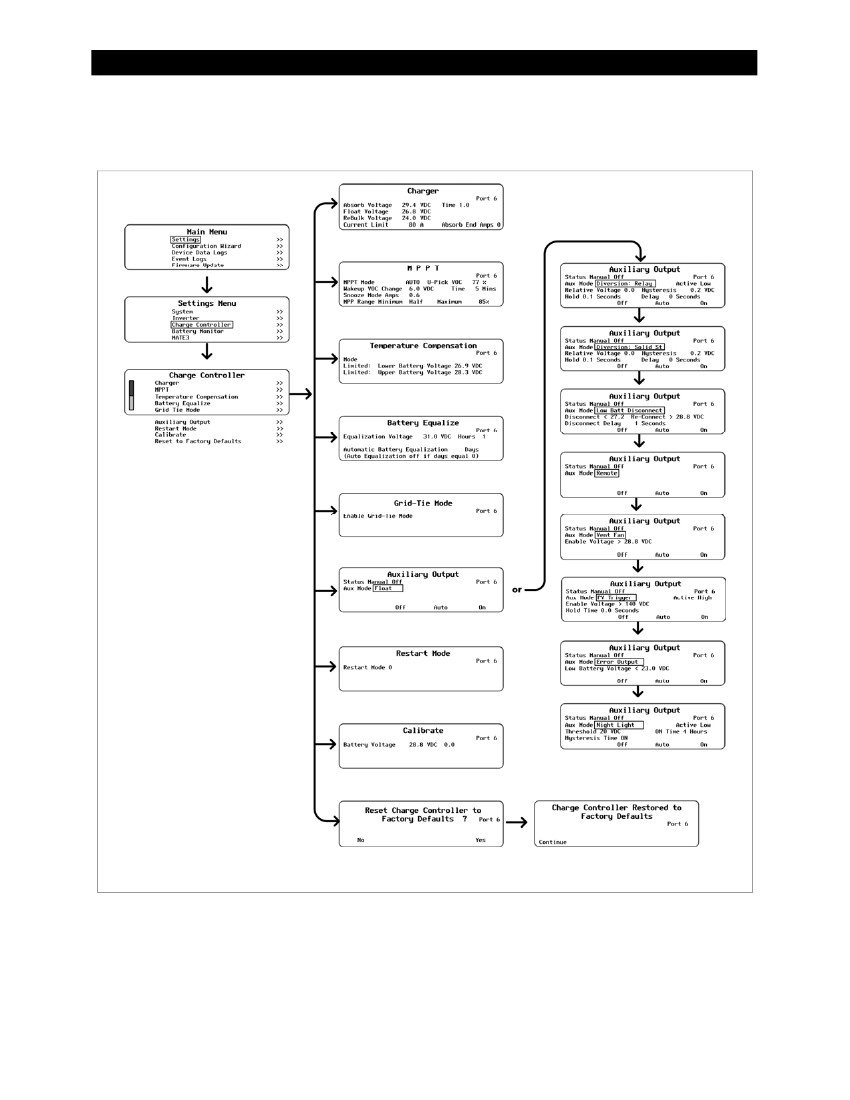 Main Menu
Settings >>
Configuration Wizard >>
Device Data Logs >>
Event Logs >>
Firmware Update >>
Settings Menu
System >>
Inverter >>
Charge Controller >>
Battery Monitor >>
MATE3 >>
Charge Controller
Charger >>
MPPT >>
Temperature Compensation >>
Battery Equalize >>
Grid Tie Mode >>
Auxiliary Output >>
Restart Mode >>
Calibrate >>
Reset to Factory Defaults >>
Charger
Port 6
Absorb Voltage 29.4 VDC Time 1.0
Float Voltage 26.8 VDC
ReBulk Voltage 24.0 VDC
Current Limit 80 A Absorb End Amps 0
M P P T
Port 6
MPPT Mode AUTO U-Pick VOC 77 %
Wakeup VOC Change 6.0 VDC Time 5 Mins
Snooze Mode Amps 0.6
MPP Range Minimum Half Maximum 85%
Temperature Compensation
Port 6
Mode
Limited: Lower Battery Voltage 26.9 VDC
Limited: Upper Battery Voltage 28.3 VDC
Battery Equalize
Port 6
Equalization Voltage 31.0 VDC Hours 1
Automatic Battery Equalization Days
(Auto Equalization off if days equal 0)
Grid-Tie Mode
Port 6
Enable Grid-Tie Mode
Auxiliary Output
Status Manual Off Port 6
Aux Mode Float
Off Auto On
or
Restart Mode
Port 6
Restart Mode 0
Calibrate
Port 6
Battery Voltage 28.8 VDC 0.0
Reset Charge Controller to
Factory Defaults ? Port 6
No Yes
Charge Controller Restored to
Factory Defaults
Port 6
Continue
Auxiliary Output
Status Manual Off Port 6
Aux Mode Diversion: Relay Active Low
Relative Voltage 0.0 Hysteresis 0.2 VDC
Hold 0.1 Seconds Delay 0 Seconds
Off Auto On
Auxiliary Output
Status Manual Off Port 6
Aux Mode Diversion: Solid St
Relative Voltage 0.0 Hysteresis 0.2 VDC
Hold 0.1 Seconds Delay 0 Seconds
Off Auto On
Auxiliary Output
Status Manual Off Port 6
Aux Mode Low Batt Disconnect
Disconnect < 27.2 Re-Connect > 28.8 VDC
Disconnect Delay 1 Seconds
Off Auto On
Auxiliary Output
Status Manual Off Port 6
Aux Mode Remote
Off Auto On
Auxiliary Output
Status Manual Off Port 6
Aux Mode Vent Fan
Enable Voltage > 28.8 VDC
Off Auto On
Auxiliary Output
Status Manual Off Port 6
Aux Mode PV Trigger Active High
Enable Voltage > 140 VDC
Hold Time 0.0 Seconds
Off Auto On
Auxiliary Output
Status Manual Off Port 6
Aux Mode Error Output
Low Battery Voltage < 23.0 VDC
Off Auto On
Auxiliary Output
Status Manual Off Port 6
Aux Mode Night Light Active Low
Threshold 20 VDC ON Time 4 Hours
Hysteresis Time ON
Off Auto On